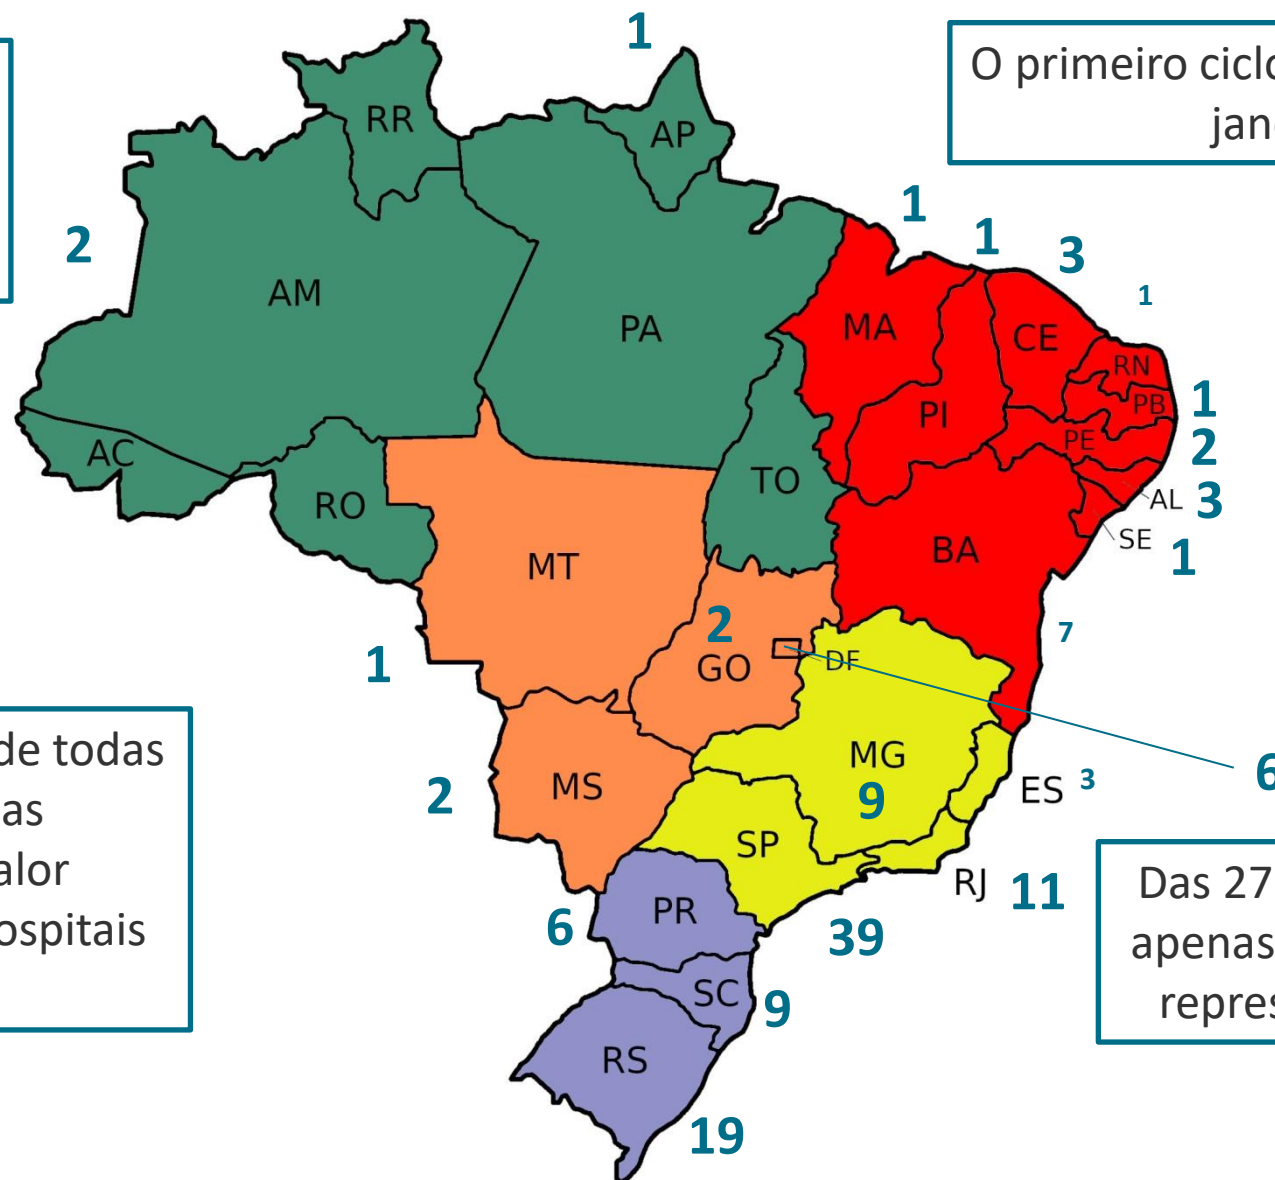 1
O primeiro ciclo
RR
AP
1
1
3
2
1
AM
PA
MA
CE
RN
1
PB
PI
PE
2
AC
TO
AL
3
RO
SE
1
BA
MT
2
7
GO
DF
1
de todas
as
alor
ospitais
MG
9
6
MS
2
ES
3
SP
RJ
11
Das 27
apenas
repres
PR
6
39
SC
9
RS
19